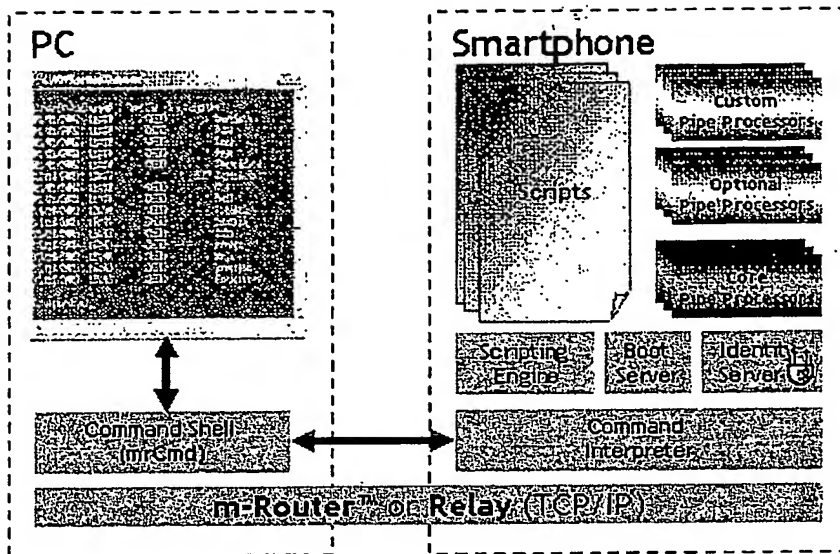 PC
Smartphone
Scripts
Custom
Pipe Processors
Optional
Pipe Processors
Core
Pipe Processors
Scripting
Engine
Boot
Server
Identity
Server
Command Shell
(mrCmd)
Command
Interpreter
m-Router™ or Relay (TCP/IP)